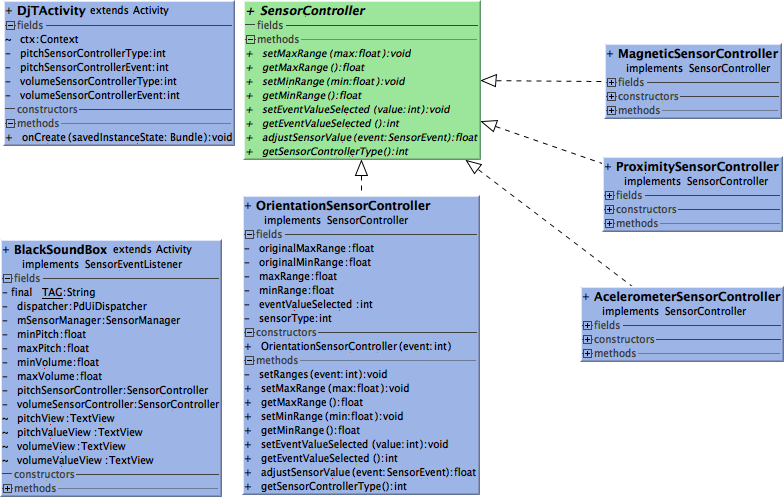 + DjTActivity extends Activity
fields
~ ctx:Context
- pitchSensorControllerType:int
- pitchSensorControllerEvent:int
- volumeSensorControllerType:int
- volumeSensorControllerEvent:int
constructors
methods
+ onCreate (savedInstanceState: Bundle):void
+ SensorController
fields
methods
+ setMaxRange (max:float):void
+ getMaxRange ():float
+ setMinRange (min:float):void
+ getMinRange ():float
+ setEventValueSelected (value:int):void
+ getEventValueSelected ():int
+ adjustSensorValue (event:SensorEvent):float
+ getSensorControllerType():int
+ MagneticSensorController
implements SensorController
fields
constructors
methods
+ ProximitySensorController
implements SensorController
fields
constructors
methods
+ OrientationSensorController
implements SensorController
fields
- originalMaxRange:float
- originalMinRange:float
- maxRange:float
- minRange:float
- eventValueSelected :int
- sensorType:int
constructors
+ OrientationSensorController (event:int)
methods
- setRanges (event:int):void
+ setMaxRange (max:float):void
+ getMaxRange ():float
+ setMinRange (min:float):void
+ getMinRange ():float
+ setEventValueSelected (value:int):void
+ getEventValueSelected ():int
+ adjustSensorValue (event:SensorEvent):float
+ getSensorControllerType():int
+ BlackSoundBox extends Activity
implements SensorEventListener
fields
- final TAG:String
- dispatcher:PdUiDispatcher
- mSensorManager:SensorManager
- minPitch:float
- maxPitch:float
- minVolume:float
- maxVolume:float
- pitchSensorController:SensorController
- volumeSensorController:SensorController
~ pitchView :TextView
~ pitchValueView :TextView
~ volumeView :TextView
~ volumeValueView :TextView
constructors
methods
+ AcelerometerSensorController
implements SensorController
fields
constructors
methods